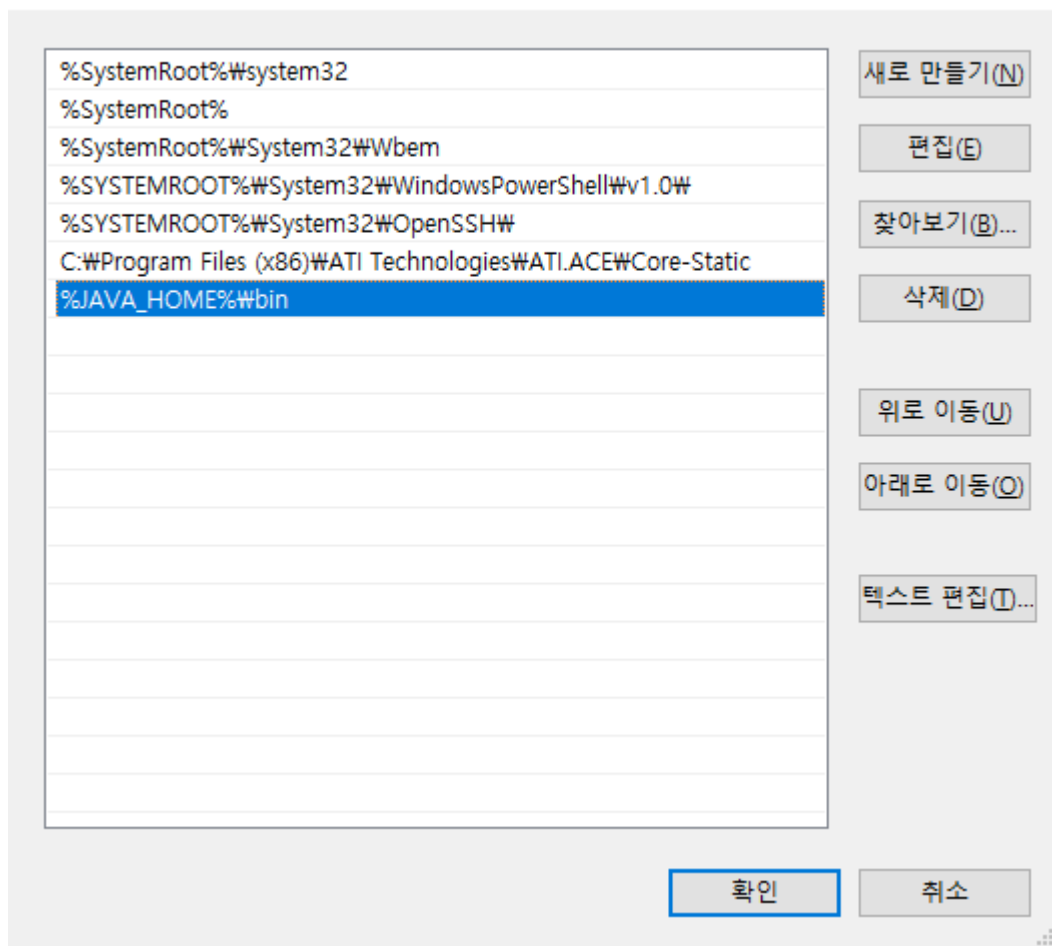 %SystemRoot%₩system32
%SystemRoot%
%SystemRoot%₩System32₩Wbem
%SYSTEMROOT%₩System32₩WindowsPowerShell₩v1.0₩
%SYSTEMROOT%₩System32₩OpenSSH₩
C:₩Program Files (x86)₩ATI Technologies₩ATI.ACE₩Core-Static
%JAVA_HOME%₩bin
새로 만들기(N)
편집(E)
찾아보기(B)...
삭제(D)
위로 이동(U)
아래로 이동(O)
텍스트 편집(T)...
확인
취소